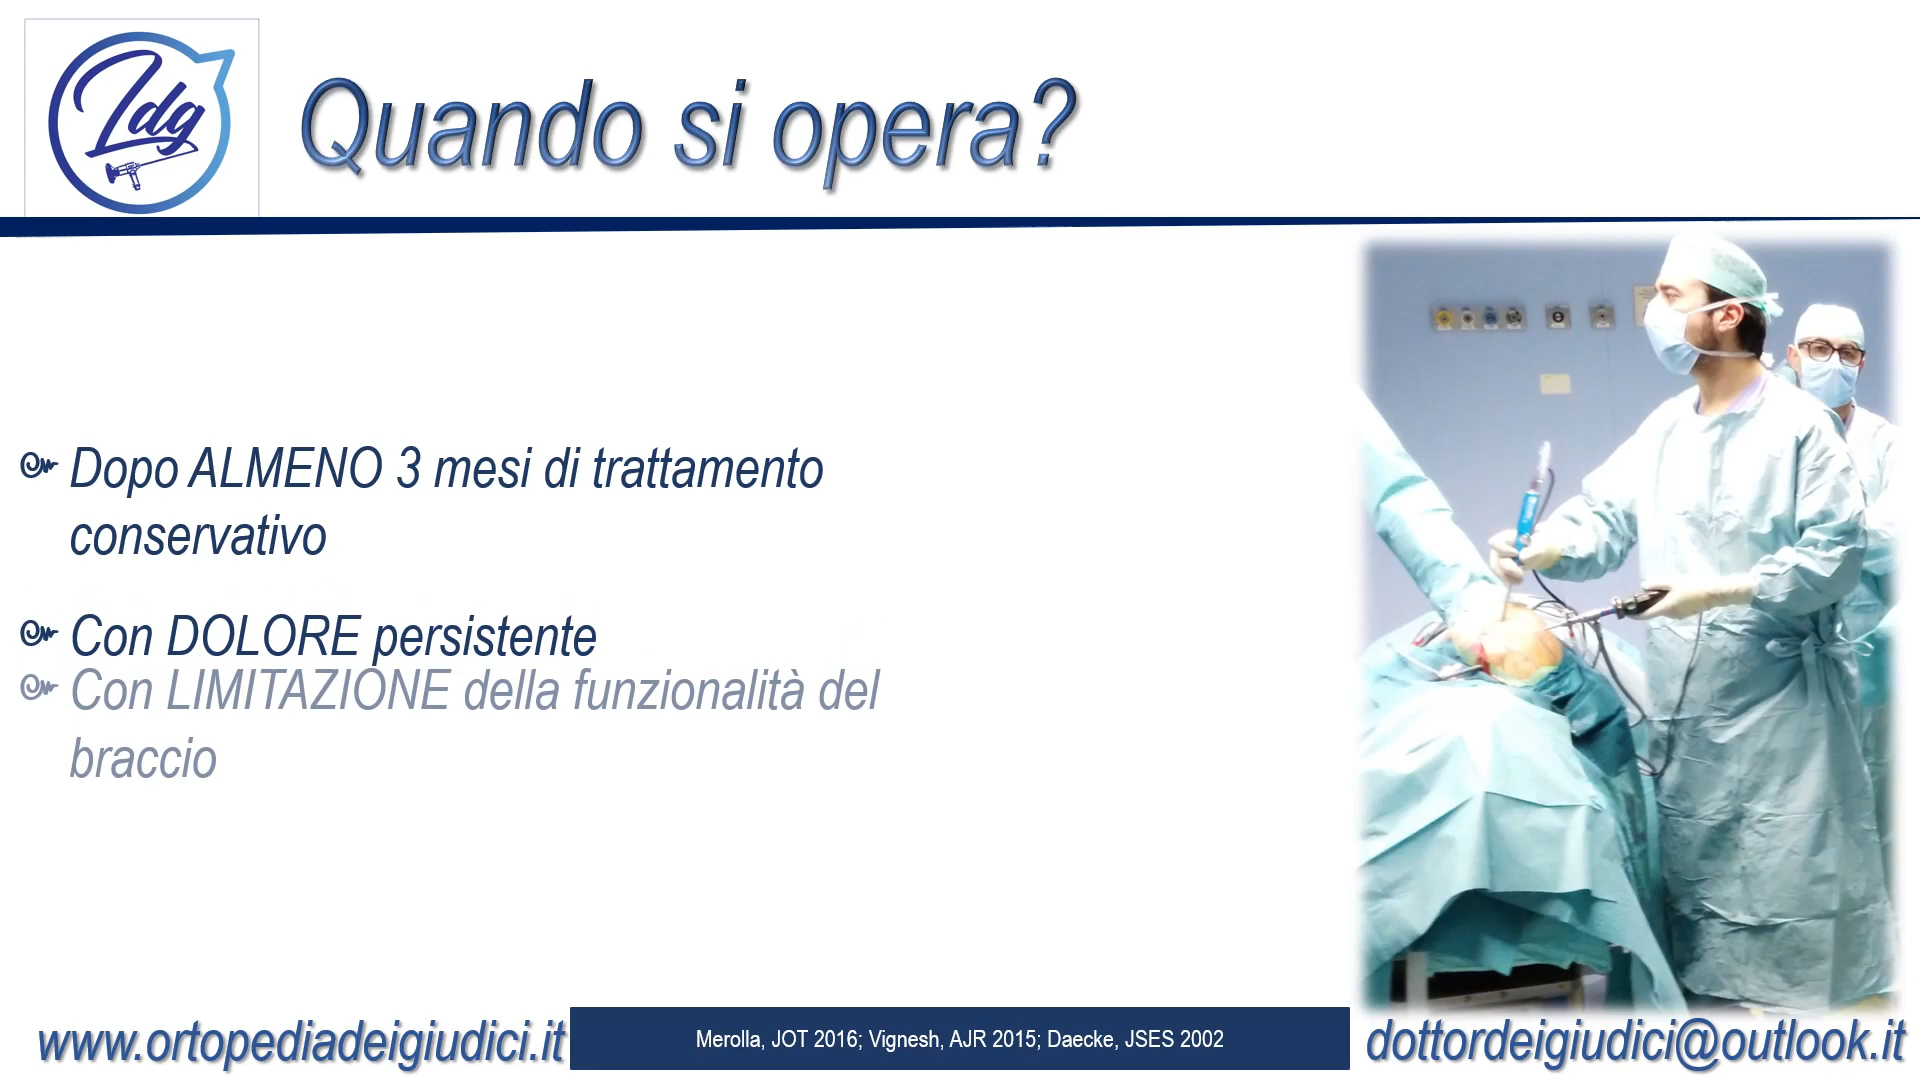 Ldg
Quando si opera?
Dopo ALMENO 3 mesi di trattamento
conservativo
Con DOLORE persistente
Con LIMITAZIONE della funzionalità del
braccio
www.ortopediadeigiudici.it
Merolla, JOT 2016; Vignesh, AJR 2015; Daecke, JSES 2002
dottordeigiudici@outlook.it